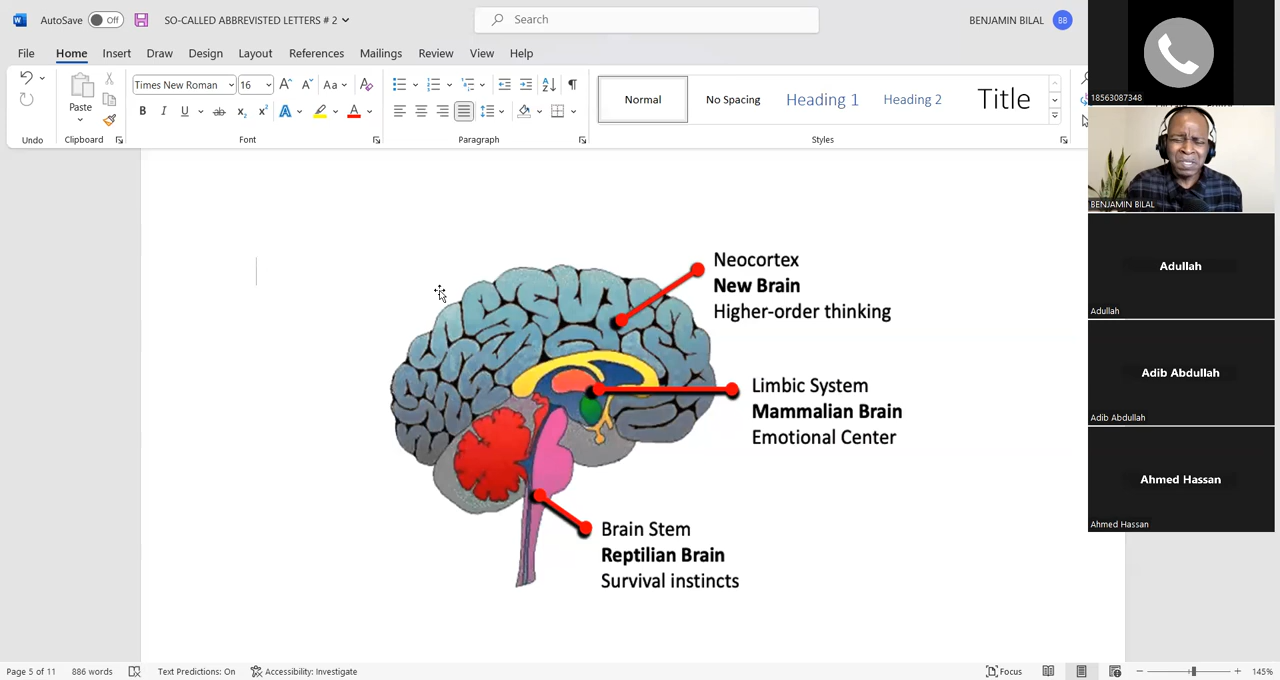 AutoSave Off SO-CALLED ABBREVISTED LETTERS # 2 Search BENJAMIN BILAL BB
File Home Insert Draw Design Layout References Mailings Review View Help
Times New Roman 16 Aa
Paste
B I U ab x₂ x² A A
Normal No Spacing Heading 1 Heading 2 Title
Undo Clipboard Font Paragraph Styles
Neocortex
New Brain
Higher-order thinking
Limbic System
Mammalian Brain
Emotional Center
Brain Stem
Reptilian Brain
Survival instincts
18563087348
BENJAMIN BILAL
Adullah
Adullah
Adib Abdullah
Adib Abdullah
Ahmed Hassan
Ahmed Hassan
Page 5 of 11 886 words Text Predictions: On Accessibility: Investigate Focus 145%